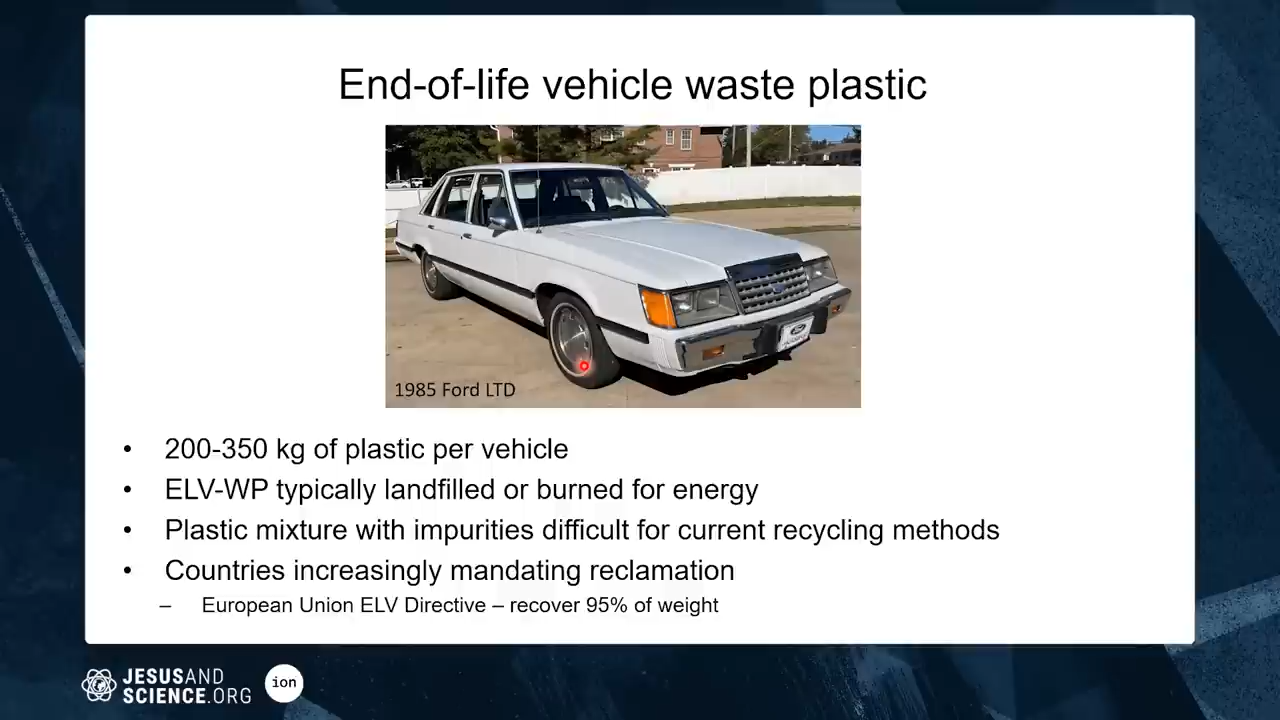 End-of-life vehicle waste plastic
1985 Ford LTD
• 200-350 kg of plastic per vehicle
• ELV-WP typically landfilled or burned for energy
• Plastic mixture with impurities difficult for current recycling methods
• Countries increasingly mandating reclamation
– European Union ELV Directive – recover 95% of weight
JESUSAND
SCIENCE.ORG
ion